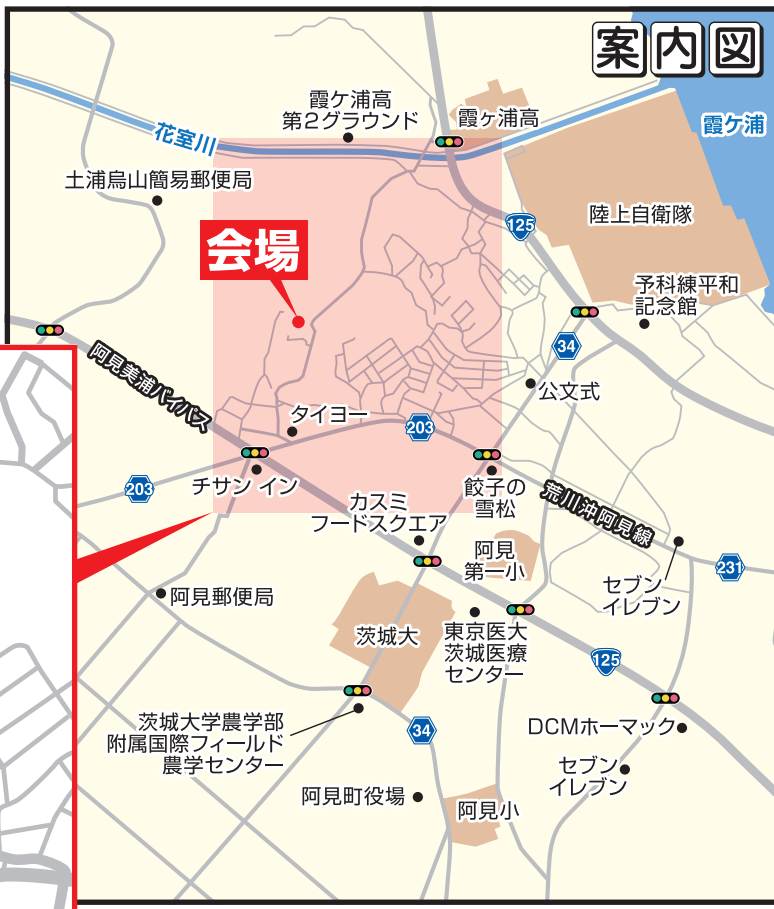 案内図
霞ケ浦高
第2グラウンド
霞ヶ浦高
霞ケ浦
花室川
土浦烏山簡易郵便局
陸上自衛隊
125
会場
予科練平和
記念館
34
阿見美浦バイパス
公文式
タイヨー
203
203
チサン イン
餃子の
雪松
カスミ
フードスクエア
荒川沖阿見線
阿見
第一小
231
セブン
イレブン
阿見郵便局
茨城大
東京医大
茨城医療
センター
125
茨城大学農学部
附属国際フィールド
農学センター
34
DCMホーマック
セブン
イレブン
阿見町役場
阿見小